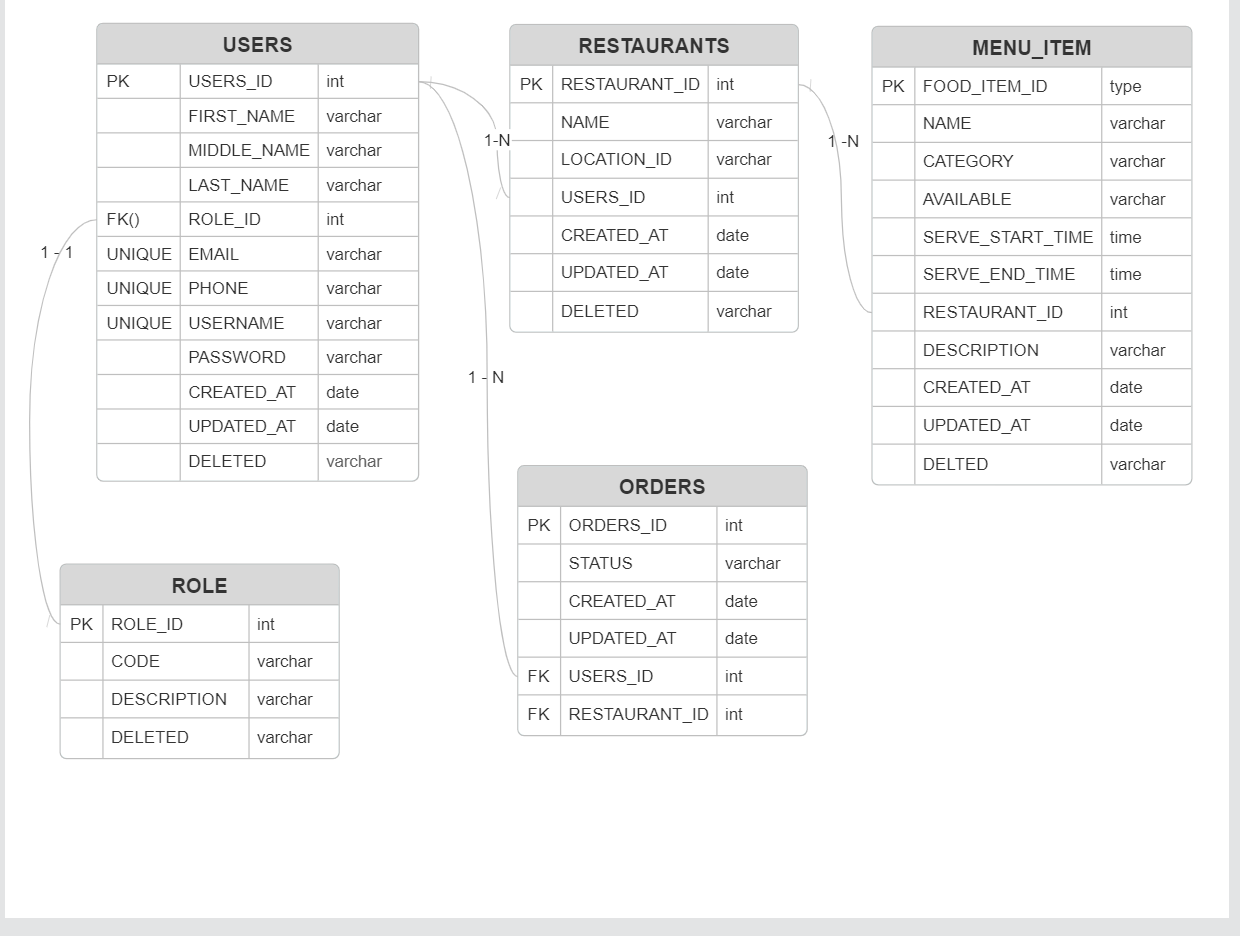 USERS
PK USERS_ID int
FIRST_NAME varchar
MIDDLE_NAME varchar
LAST_NAME varchar
FK() ROLE_ID int
UNIQUE EMAIL varchar
UNIQUE PHONE varchar
UNIQUE USERNAME varchar
PASSWORD varchar
CREATED_AT date
UPDATED_AT date
DELETED varchar
1 - 1
1-N
1 - N
RESTAURANTS
PK RESTAURANT_ID int
NAME varchar
LOCATION_ID varchar
USERS_ID int
CREATED_AT date
UPDATED_AT date
DELETED varchar
1 -N
MENU_ITEM
PK FOOD_ITEM_ID type
NAME varchar
CATEGORY varchar
AVAILABLE varchar
SERVE_START_TIME time
SERVE_END_TIME time
RESTAURANT_ID int
DESCRIPTION varchar
CREATED_AT date
UPDATED_AT date
DELTED varchar
ROLE
PK ROLE_ID int
CODE varchar
DESCRIPTION varchar
DELETED varchar
ORDERS
PK ORDERS_ID int
STATUS varchar
CREATED_AT date
UPDATED_AT date
FK USERS_ID int
FK RESTAURANT_ID int